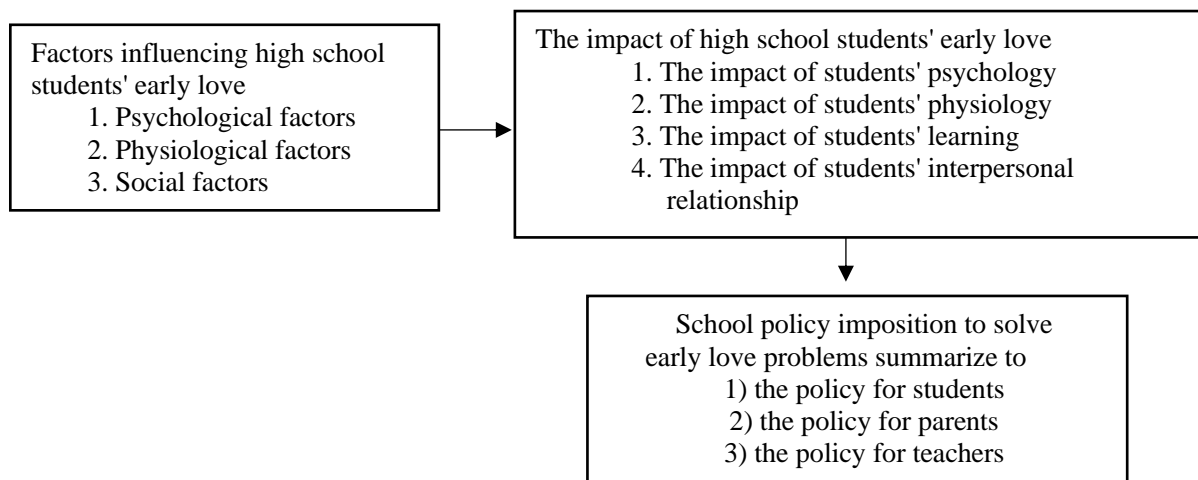 Factors influencing high school
students' early love
1. Psychological factors
2. Physiological factors
3. Social factors
The impact of high school students' early love
1. The impact of students' psychology
2. The impact of students' physiology
3. The impact of students' learning
4. The impact of students' interpersonal
relationship
School policy imposition to solve
early love problems summarize to
1) the policy for students
2) the policy for parents
3) the policy for teachers